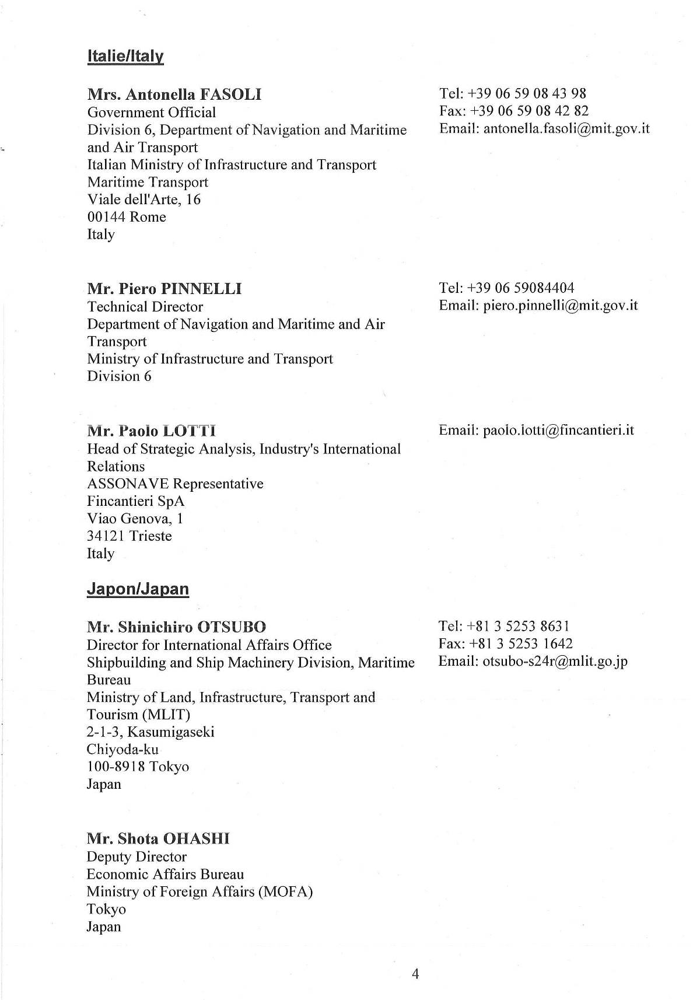 Italie/Italy
Mrs. Antonella FASOLI
Government Official
Division 6, Department of Navigation and Maritime
and Air Transport
Italian Ministry of Infrastructure and Transport
Maritime Transport
Viale dell'Arte, 16
00144 Rome
Italy
Tel: +39 06 59 08 43 98
Fax: +39 06 59 08 42 82
Email: antonella.fasoli@mit.gov.it
Mr. Piero PINNELLI
Technical Director
Department of Navigation and Maritime and Air
Transport
Ministry of Infrastructure and Transport
Division 6
Tel: +39 06 59084404
Email: piero.pinnelli@mit.gov.it
Mr. Paolo LOTTI
Head of Strategic Analysis, Industry's International
Relations
ASSONAVE Representative
Fincantieri SpA
Viao Genova, 1
34121 Trieste
Italy
Email: paolo.lotti@fincantieri.it
Japon/Japan
Mr. Shinichiro OTSUBO
Director for International Affairs Office
Shipbuilding and Ship Machinery Division, Maritime
Bureau
Ministry of Land, Infrastructure, Transport and
Tourism (MLIT)
2-1-3, Kasumigaseki
Chiyoda-ku
100-8918 Tokyo
Japan
Tel: +81 3 5253 8631
Fax: +81 3 5253 1642
Email: otsubo-s24r@mlit.go.jp
Mr. Shota OHASHI
Deputy Director
Economic Affairs Bureau
Ministry of Foreign Affairs (MOFA)
Tokyo
Japan
4